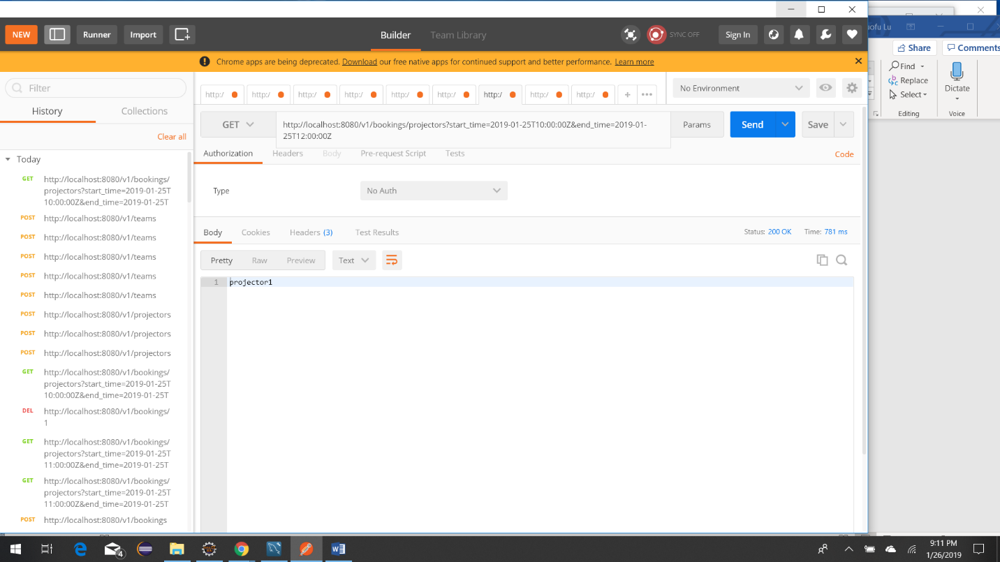 NEW
Runner
Import
Builder
Team Library
SYNC OFF
Sign In
Chrome apps are being deprecated. Download our free native apps for continued support and better performance. Learn more
Filter
History
Collections
Clear all
Today
GET http://localhost:8080/v1/bookings/
projectors?start_time=2019-01-25T
10:00:00Z&end_time=2019-01-25T
POST http://localhost:8080/v1/teams
POST http://localhost:8080/v1/teams
POST http://localhost:8080/v1/teams
POST http://localhost:8080/v1/teams
POST http://localhost:8080/v1/teams
POST http://localhost:8080/v1/projectors
POST http://localhost:8080/v1/projectors
POST http://localhost:8080/v1/projectors
GET http://localhost:8080/v1/bookings/
projectors?start_time=2019-01-25T
10:00:00Z&end_time=2019-01-25T
DEL http://localhost:8080/v1/bookings/
1
GET http://localhost:8080/v1/bookings/
projectors?start_time=2019-01-25T
11:00:00Z&end_time=2019-01-25T
GET http://localhost:8080/v1/bookings/
projectors?start_time=2019-01-25T
11:00:00Z&end_time=2019-01-25T
POST http://localhost:8080/v1/bookings
http:/ http:/ http:/ http:/ http:/ http:/ http:/ http:/ http:/ + •••
No Environment
GET
http://localhost:8080/v1/bookings/projectors?start_time=2019-01-25T10:00:00Z&end_time=2019-01-
25T12:00:00Z
Params
Send
Save
Authorization
Headers
Body
Pre-request Script
Tests
Code
Type
No Auth
Body
Cookies
Headers (3)
Test Results
Status: 200 OK
Time: 781 ms
Pretty
Raw
Preview
Text
1 projector1
uofu Lu
Share
Comments
Find
Replace
Select
Editing
Dictate
Voice
4
9:11 PM
1/26/2019